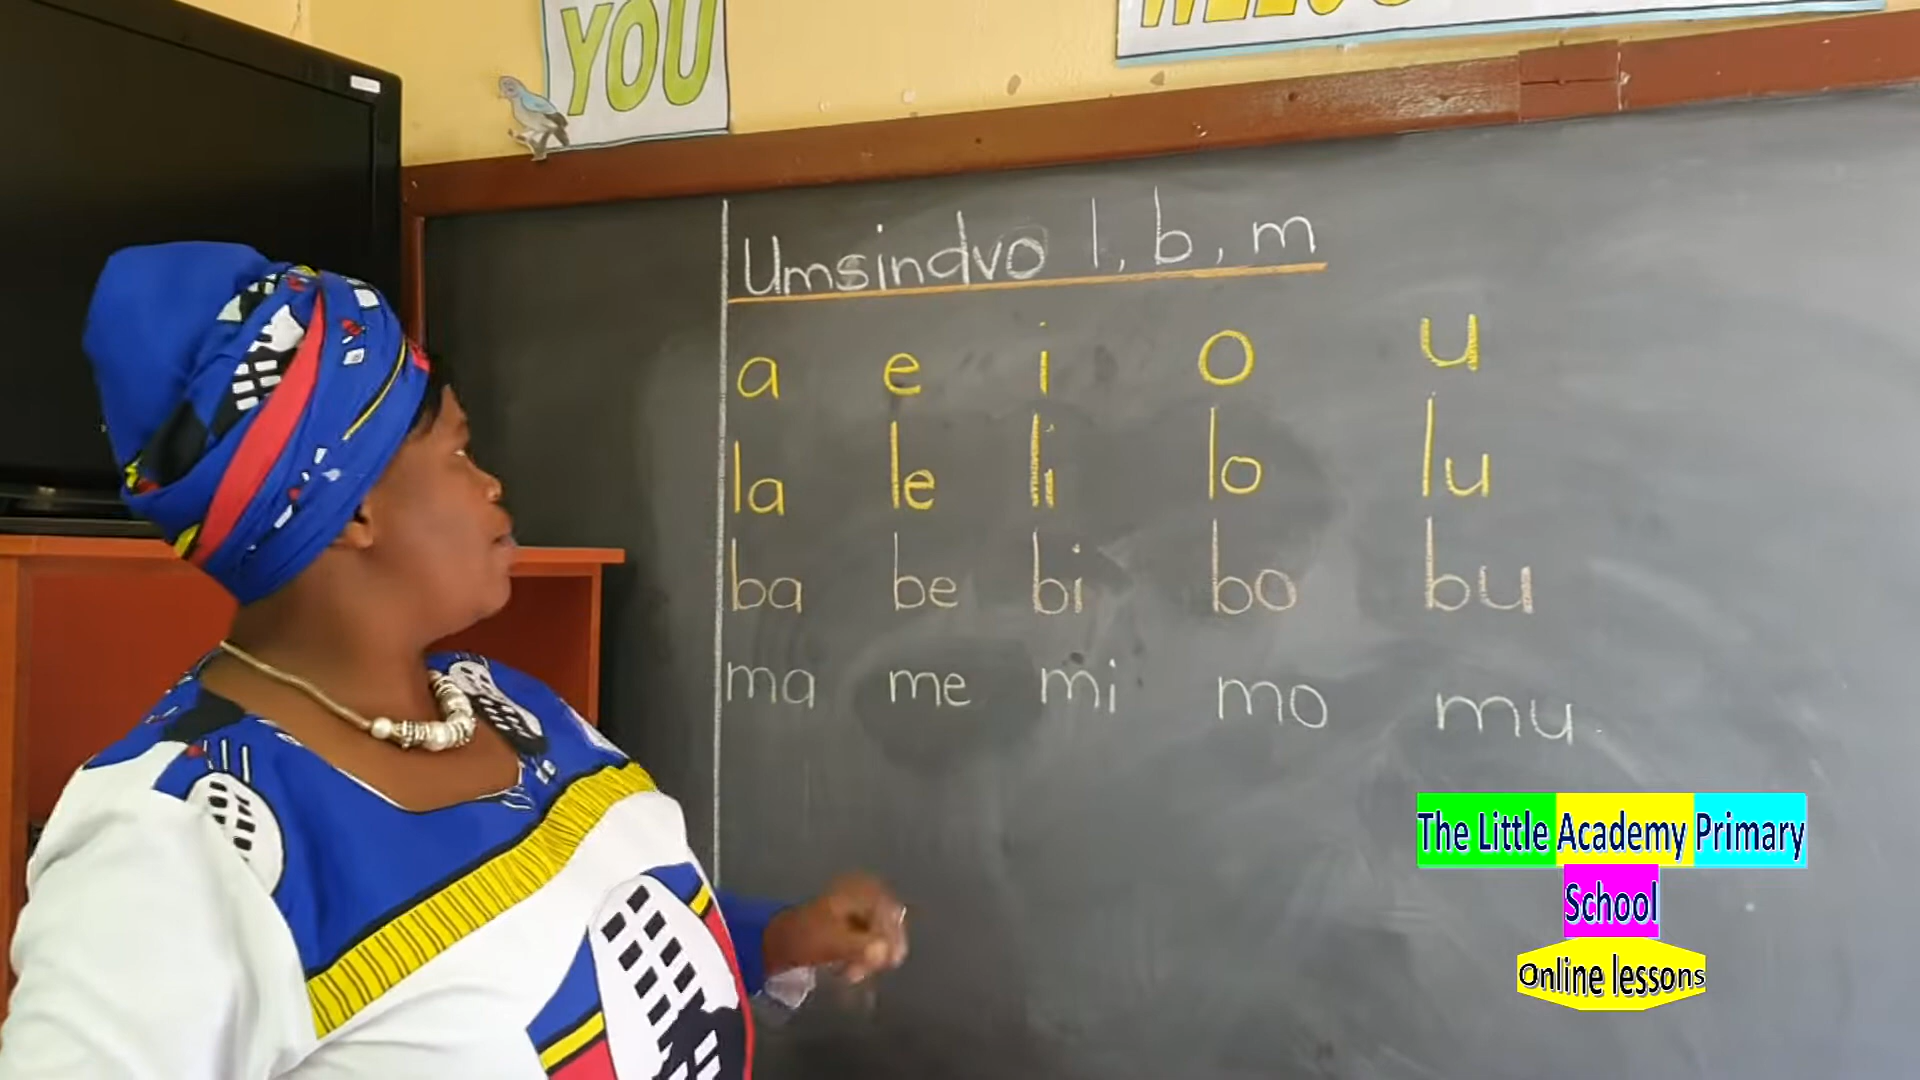 YOU
Umsindvo l, b, m
a e i o u
la le li lo lu
ba be bi bo bu
ma me mi mo mu.
The Little Academy Primary
School
Online lessons